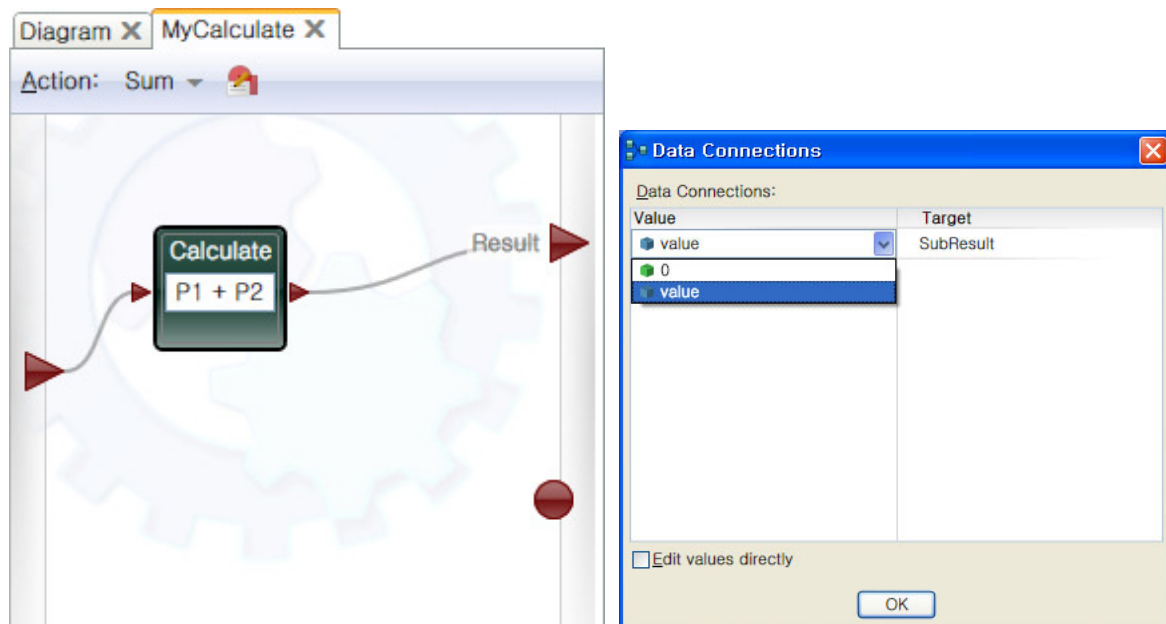 Diagram
MyCalculate
Action: Sum
Calculate
P1 + P2
Result
Data Connections
Data Connections:
Value Target
value SubResult
0
value
Edit values directly
OK